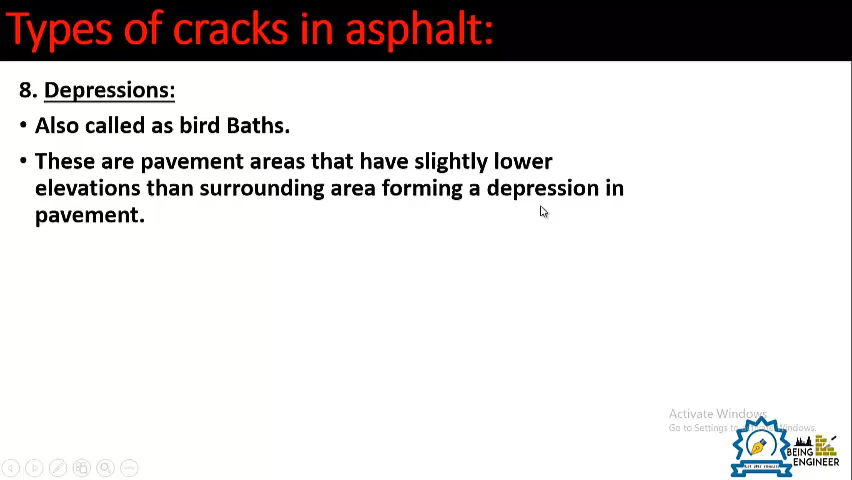 Types of cracks in asphalt:
8. Depressions:
• Also called as bird Baths.
• These are pavement areas that have slightly lower
elevations than surrounding area forming a depression in
pavement.
Activate Windows
Go to Settings to Activate Windows.
BEING
ENGINEER